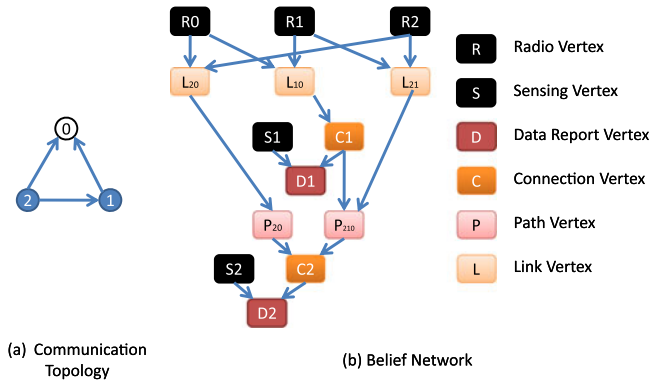 R0 R1 R2
R Radio Vertex
L20 L10 L21
S Sensing Vertex
0
S1 C1
D Data Report Vertex
D1
C Connection Vertex
2 1
P20 P210
P Path Vertex
S2 C2
L Link Vertex
D2
(a) Communication
Topology
(b) Belief Network